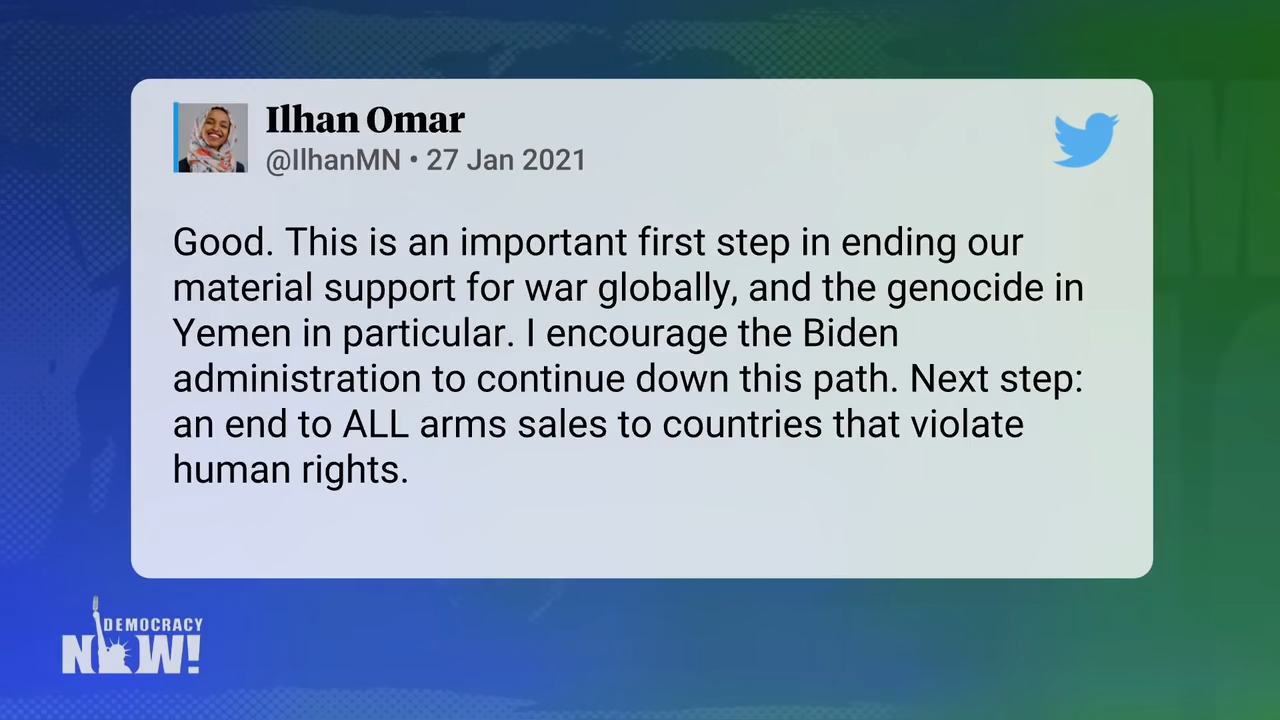 Ilhan Omar
@IlhanMN • 27 Jan 2021
Good. This is an important first step in ending our
material support for war globally, and the genocide in
Yemen in particular. I encourage the Biden
administration to continue down this path. Next step:
an end to ALL arms sales to countries that violate
human rights.
DEMOCRACY
NOW!